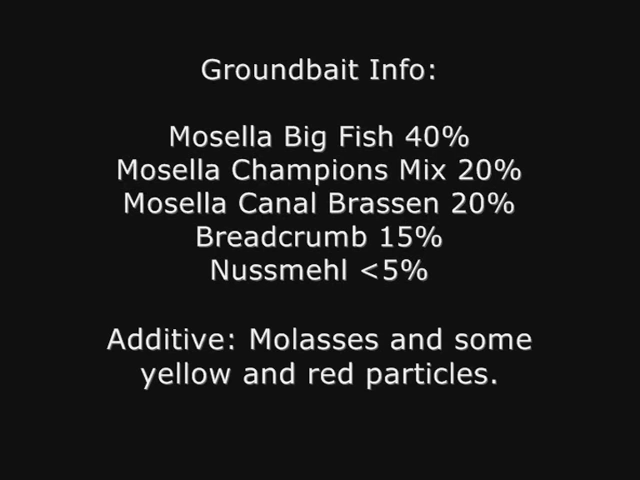 Groundbait Info:
Mosella Big Fish 40%
Mosella Champions Mix 20%
Mosella Canal Brassen 20%
Breadcrumb 15%
Nussmehl <5%
Additive: Molasses and some
yellow and red particles.